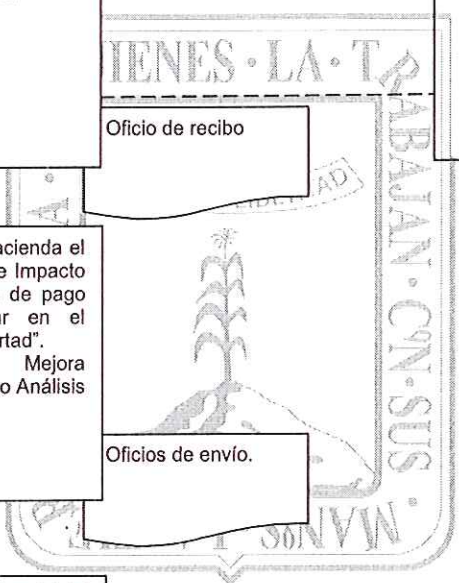 IENES · LA · T
RABAJAN · CON · SUS
MANOS
Oficio de recibo
acienda el
e Impacto
de pago
ur en el
rtad”.
Mejora
o Análisis
Oficios de envío.